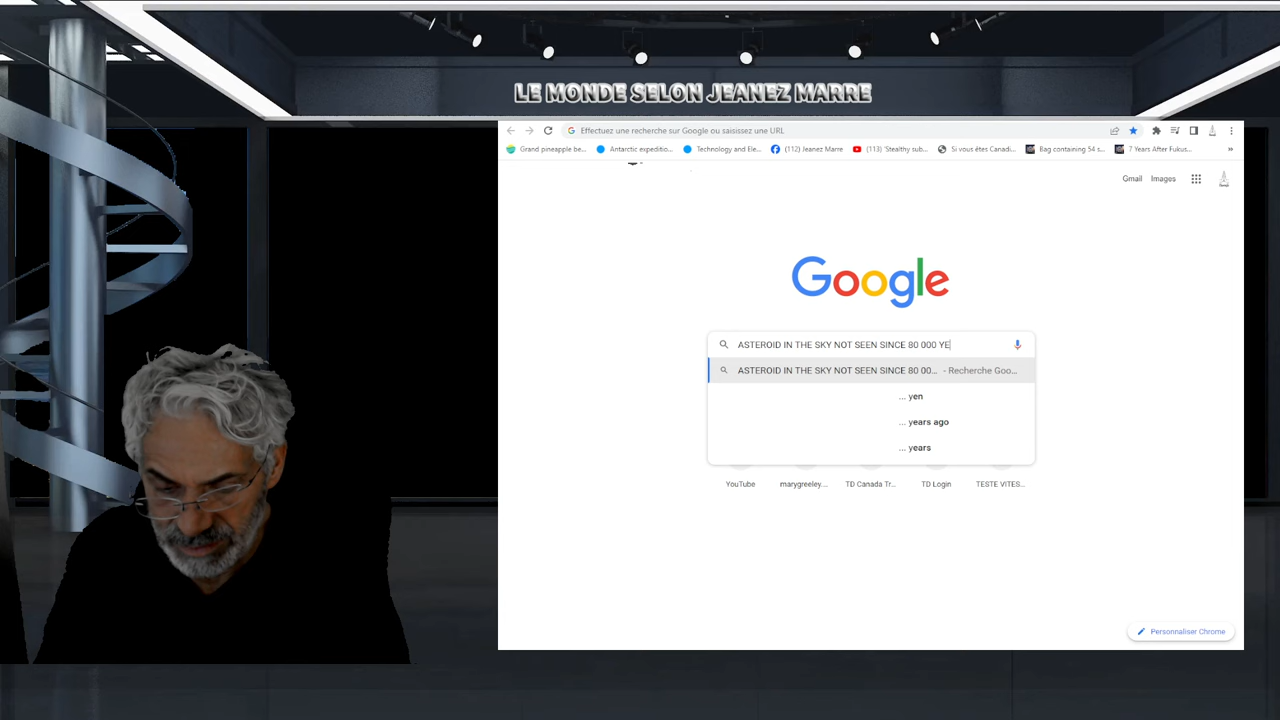 LE MONDE SELON JEANEZ MARRE
Effectuez une recherche sur Google ou saisissez une URL
Grand pineapple be... Antarctic expeditio... Technology and Ele... (112) Jeanez Marre (113) 'Stealthy sub... Si vous êtes Canadi... Bag containing 54 s... 7 Years After Fukus... »
Gmail Images
Google
ASTEROID IN THE SKY NOT SEEN SINCE 80 000 YE
ASTEROID IN THE SKY NOT SEEN SINCE 80 00... - Recherche Goo...
... yen
... years ago
... years
YouTube marygreeley.... TD Canada Tr... TD Login TESTE VITES...
Personnaliser Chrome